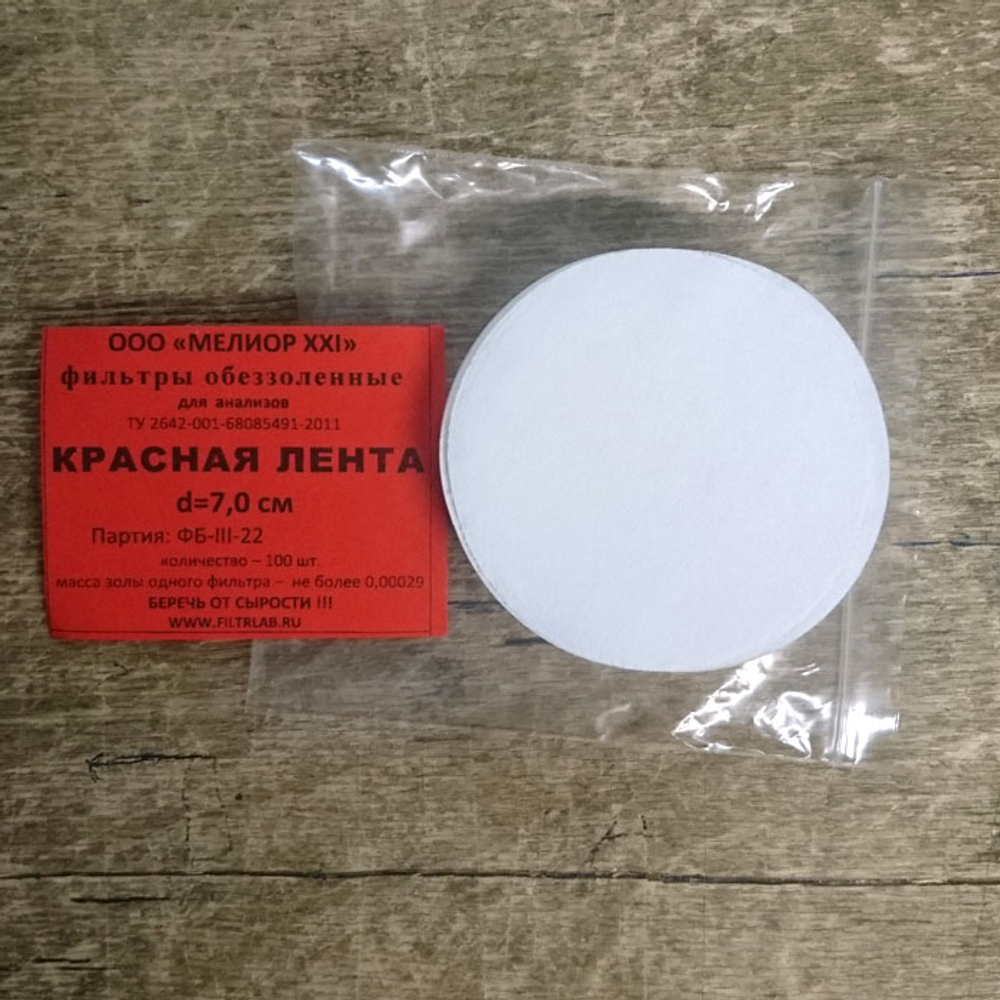 ООО «МЕЛИОР XXI»
фильтры обеззоленные
для анализов
ТУ 2642-001-68085491-2011
КРАСНАЯ ЛЕНТА
d=7,0 см
Партия: ФБ-III-22
количество – 100 шт.
масса золы одного фильтра – не более 0,00029
БЕРЕЧЬ ОТ СЫРОСТИ !!!
WWW.FILTRLAB.RU